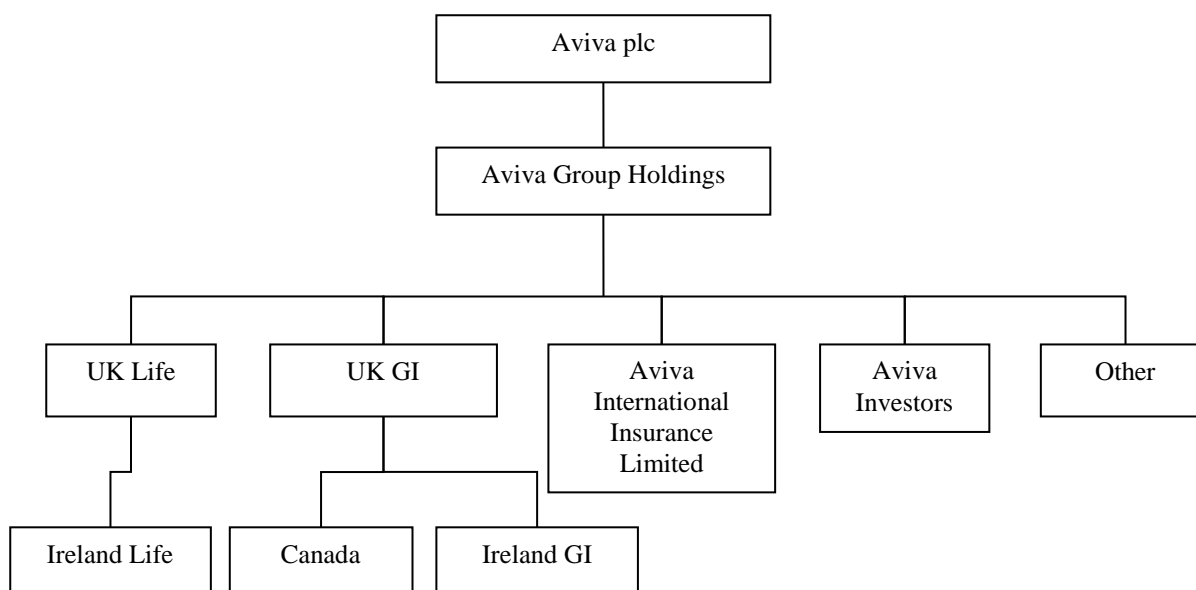 Aviva plc
Aviva Group Holdings
UK Life
UK GI
Aviva
International
Insurance
Limited
Aviva
Investors
Other
Ireland Life
Canada
Ireland GI